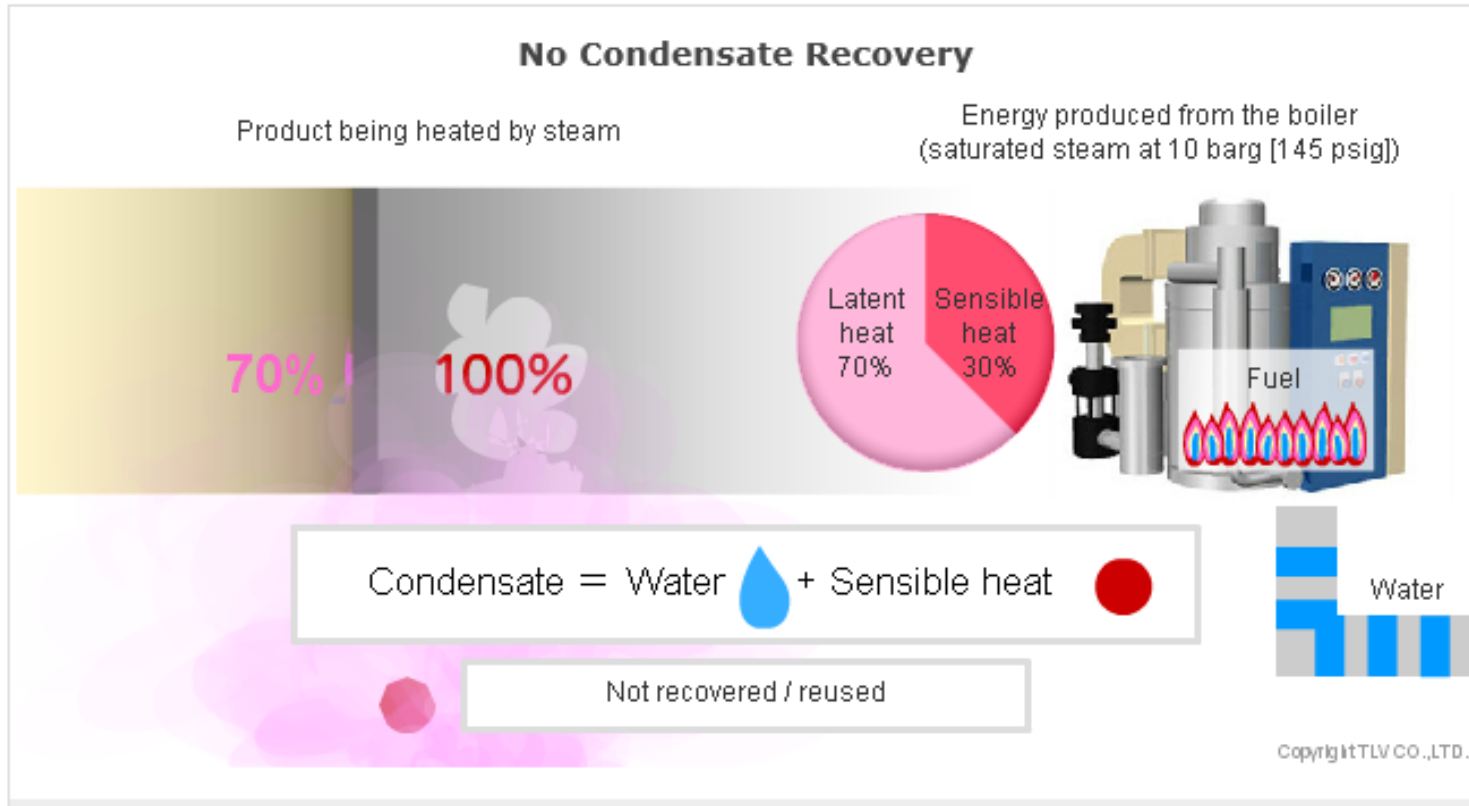 No Condensate Recovery
Product being heated by steam
Energy produced from the boiler
(saturated steam at 10 barg [145 psig])
70%
100%
Latent
heat
70%
Sensible
heat
30%
Fuel
Condensate = Water + Sensible heat
Water
Not recovered / reused
Copyright TLV CO.,LTD.